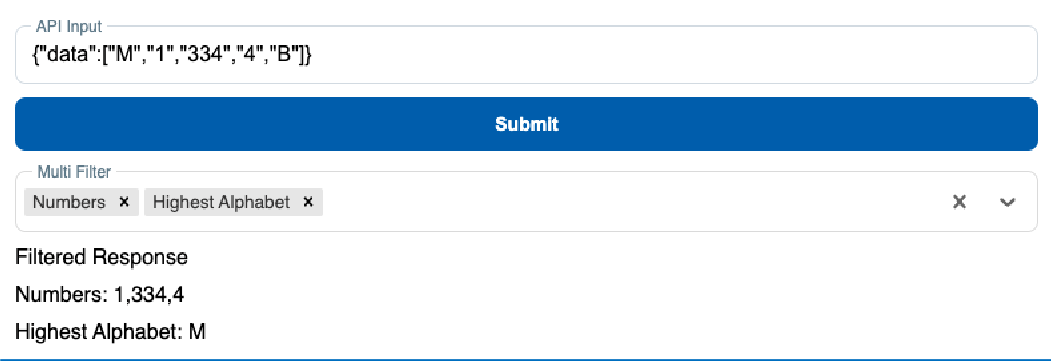 API Input
{"data":["M","1","334","4","B"]}
Submit
Multi Filter
Numbers × Highest Alphabet ×
Filtered Response
Numbers: 1,334,4
Highest Alphabet: M